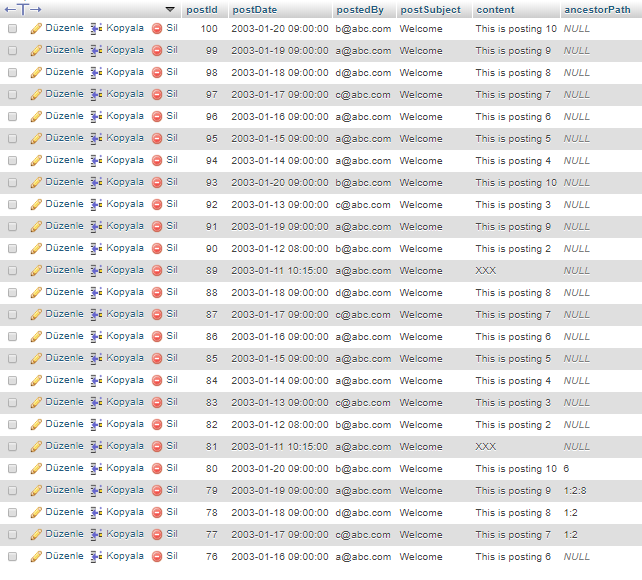 postId postDate postedBy postSubject content ancestorPath
Düzenle Kopyala Sil 100 2003-01-20 09:00:00 b@abc.com Welcome This is posting 10 NULL
Düzenle Kopyala Sil 99 2003-01-19 09:00:00 a@abc.com Welcome This is posting 9 NULL
Düzenle Kopyala Sil 98 2003-01-18 09:00:00 d@abc.com Welcome This is posting 8 NULL
Düzenle Kopyala Sil 97 2003-01-17 09:00:00 c@abc.com Welcome This is posting 7 NULL
Düzenle Kopyala Sil 96 2003-01-16 09:00:00 a@abc.com Welcome This is posting 6 NULL
Düzenle Kopyala Sil 95 2003-01-15 09:00:00 a@abc.com Welcome This is posting 5 NULL
Düzenle Kopyala Sil 94 2003-01-14 09:00:00 a@abc.com Welcome This is posting 4 NULL
Düzenle Kopyala Sil 93 2003-01-20 09:00:00 b@abc.com Welcome This is posting 10 NULL
Düzenle Kopyala Sil 92 2003-01-13 09:00:00 c@abc.com Welcome This is posting 3 NULL
Düzenle Kopyala Sil 91 2003-01-19 09:00:00 a@abc.com Welcome This is posting 9 NULL
Düzenle Kopyala Sil 90 2003-01-12 08:00:00 b@abc.com Welcome This is posting 2 NULL
Düzenle Kopyala Sil 89 2003-01-11 10:15:00 a@abc.com Welcome XXX NULL
Düzenle Kopyala Sil 88 2003-01-18 09:00:00 d@abc.com Welcome This is posting 8 NULL
Düzenle Kopyala Sil 87 2003-01-17 09:00:00 c@abc.com Welcome This is posting 7 NULL
Düzenle Kopyala Sil 86 2003-01-16 09:00:00 a@abc.com Welcome This is posting 6 NULL
Düzenle Kopyala Sil 85 2003-01-15 09:00:00 a@abc.com Welcome This is posting 5 NULL
Düzenle Kopyala Sil 84 2003-01-14 09:00:00 a@abc.com Welcome This is posting 4 NULL
Düzenle Kopyala Sil 83 2003-01-13 09:00:00 c@abc.com Welcome This is posting 3 NULL
Düzenle Kopyala Sil 82 2003-01-12 08:00:00 b@abc.com Welcome This is posting 2 NULL
Düzenle Kopyala Sil 81 2003-01-11 10:15:00 a@abc.com Welcome XXX NULL
Düzenle Kopyala Sil 80 2003-01-20 09:00:00 b@abc.com Welcome This is posting 10 6
Düzenle Kopyala Sil 79 2003-01-19 09:00:00 a@abc.com Welcome This is posting 9 1:2:8
Düzenle Kopyala Sil 78 2003-01-18 09:00:00 d@abc.com Welcome This is posting 8 1:2
Düzenle Kopyala Sil 77 2003-01-17 09:00:00 c@abc.com Welcome This is posting 7 1:2
Düzenle Kopyala Sil 76 2003-01-16 09:00:00 a@abc.com Welcome This is posting 6 NULL